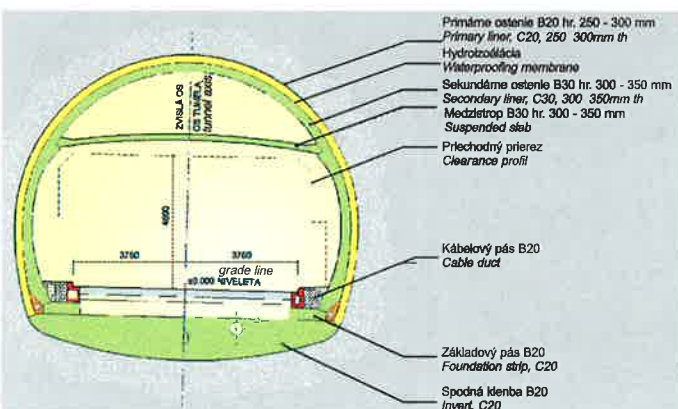 Primárne ostenie B20 hr. 250 - 300 mm
Primary liner, C20, 250 300mm th
Hydroizolácia
Waterproofing membrane
Sekundárne ostenie B30 hr. 300 - 350 mm
Secondary liner, C30, 300 350mm th
Medzistrop B30 hr. 300 - 350 mm
Suspended slab
Priechodný prierez
Clearance profil
ZVISLÁ OS
OS TUNELA
tunnel axis
4800
3750
3750
grade line
±0.000
NIVELETA
Kábelový pás B20
Cable duct
Základový pás B20
Foundation strip, C20
Spodná klenba B20
Invert, C20